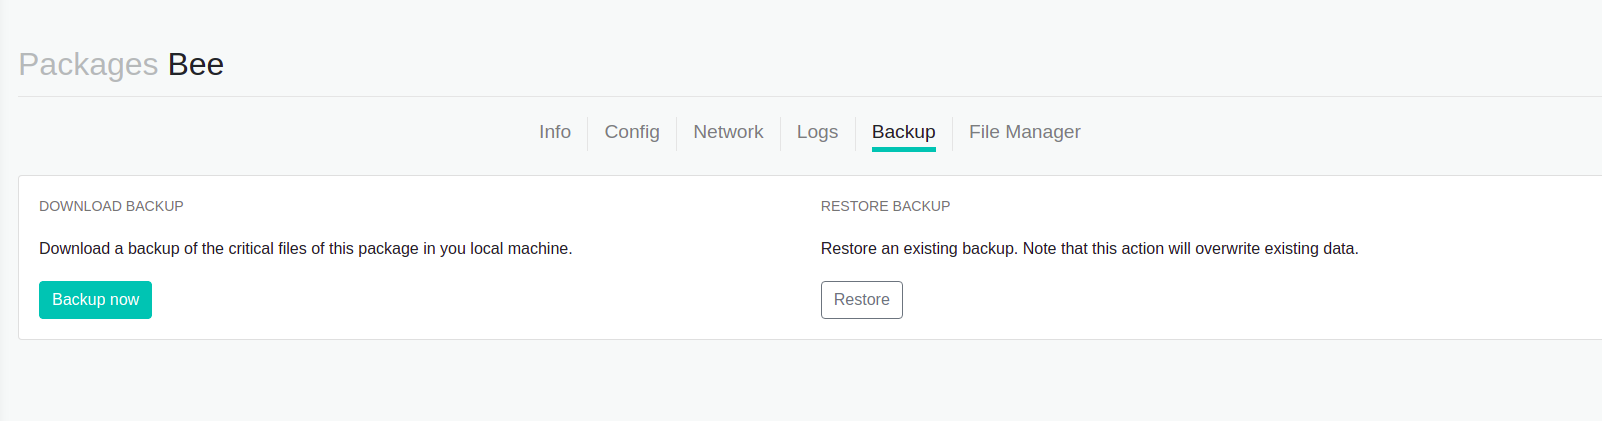 Packages Bee
Info Config Network Logs Backup File Manager
DOWNLOAD BACKUP
Download a backup of the critical files of this package in you local machine.
Backup now
RESTORE BACKUP
Restore an existing backup. Note that this action will overwrite existing data.
Restore